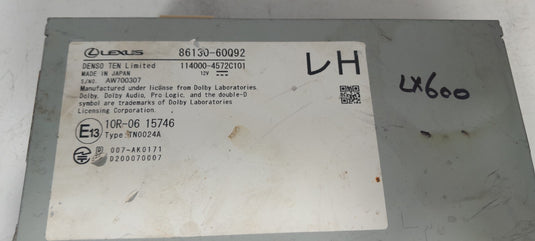 LEXUS 86130-60Q92
DENSO TEN Limited 114000-4572C101
MADE IN JAPAN 12V
S/NO. AW700307
Manufactured under license from Dolby Laboratories.
Dolby, Dolby Audio, Pro Logic, and the double-D
symbol are trademarks of Dolby Laboratories
Licensing Corporation.
E13 10R-06 15746
Type TN0024A
R 007-AK0171
D200070007
LH
LX600